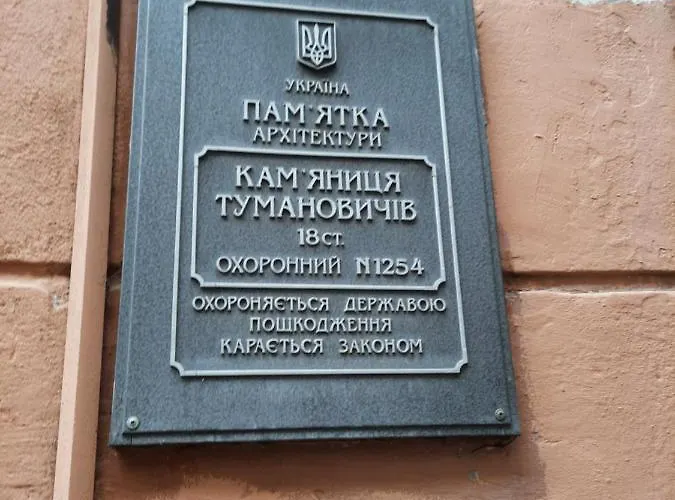 УКРАЇНА
ПАМ'ЯТКА
АРХІТЕКТУРИ
КАМ'ЯНИЦЯ
ТУМАНОВИЧІВ
18 СТ.
ОХОРОННИЙ N1254
ОХОРОНЯЄТЬСЯ ДЕРЖАВОЮ
ПОШКОДЖЕННЯ
КАРАЄТЬСЯ ЗАКОНОМ